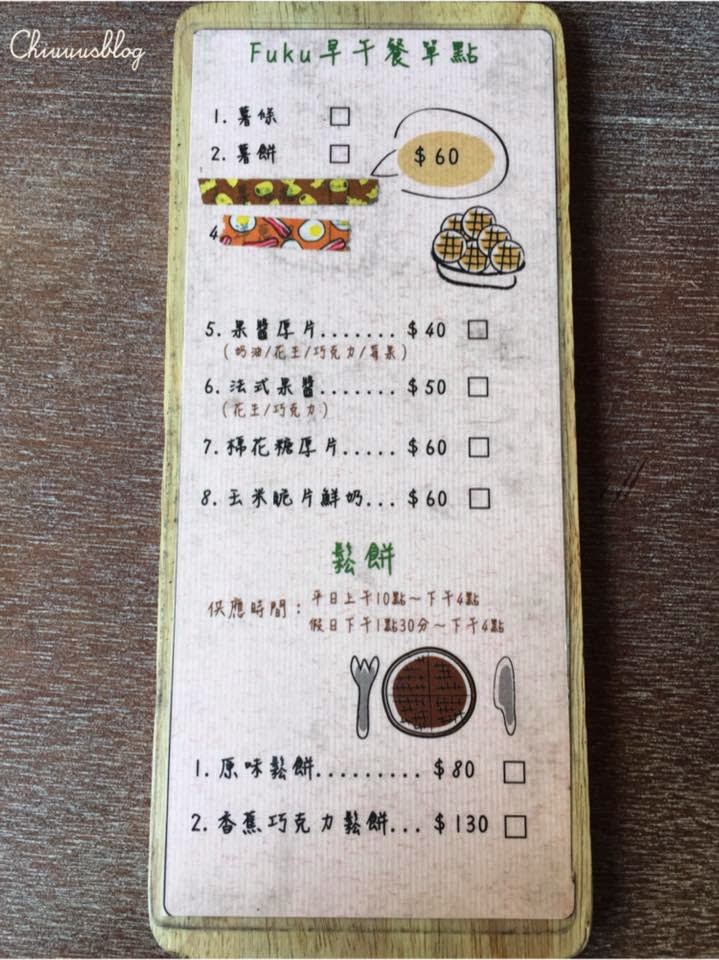 Chiuuusblog
Fuku早午餐單點
1. 薯條 □
2. 薯餅 □
$60
4.
5. 果醬厚片....... $40 □
(奶油/花生/巧克力/莓果)
6. 法式果醬....... $50 □
(花生/巧克力)
7. 棉花糖厚片..... $60 □
8. 玉米脆片鮮奶... $60 □
鬆餅
供應時間：平日上午10點～下午4點
假日下午1點30分～下午4點
1. 原味鬆餅......... $80 □
2. 香蕉巧克力鬆餅... $130 □